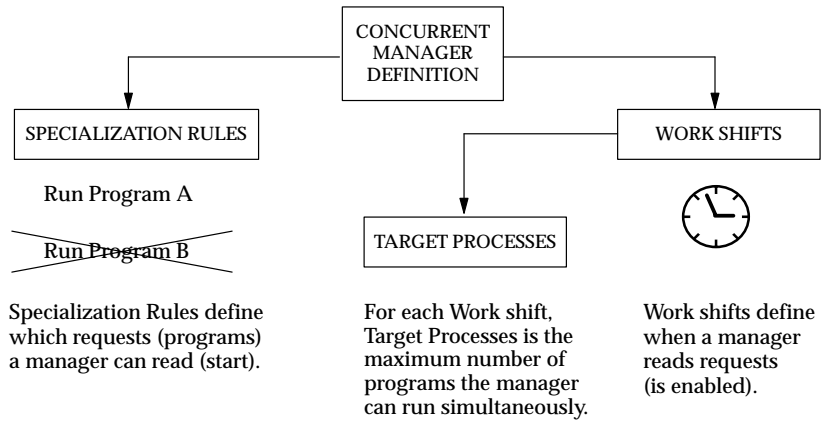 CONCURRENT
MANAGER
DEFINITION
SPECIALIZATION RULES
WORK SHIFTS
Run Program A
Run Program B
TARGET PROCESSES
Specialization Rules define
which requests (programs)
a manager can read (start).
For each Work shift,
Target Processes is the
maximum number of
programs the manager
can run simultaneously.
Work shifts define
when a manager
reads requests
(is enabled).